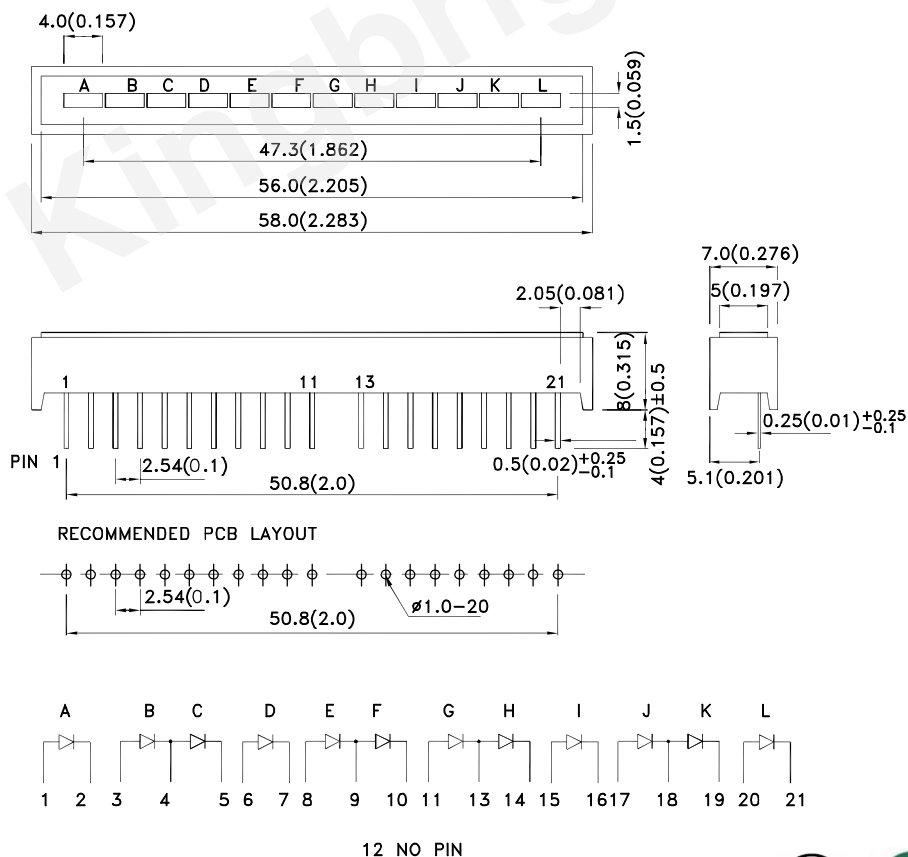 4.0(0.157)
A B C D E F G H I J K L
1.5(0.059)
47.3(1.862)
56.0(2.205)
58.0(2.283)
Kingbright
7.0(0.276)
2.05(0.081)
5(0.197)
1 11 13 21
8(0.315)
4(0.157)±0.5
0.25(0.01)+0.25 -0.1
PIN 1
2.54(0.1)
0.5(0.02)+0.25 -0.1
50.8(2.0)
5.1(0.201)
RECOMMENDED PCB LAYOUT
2.54(0.1)
ø1.0-20
50.8(2.0)
A B C D E F G H I J K L
1 2 3 4 5 6 7 8 9 10 11 13 14 15 16 17 18 19 20 21
12 NO PIN